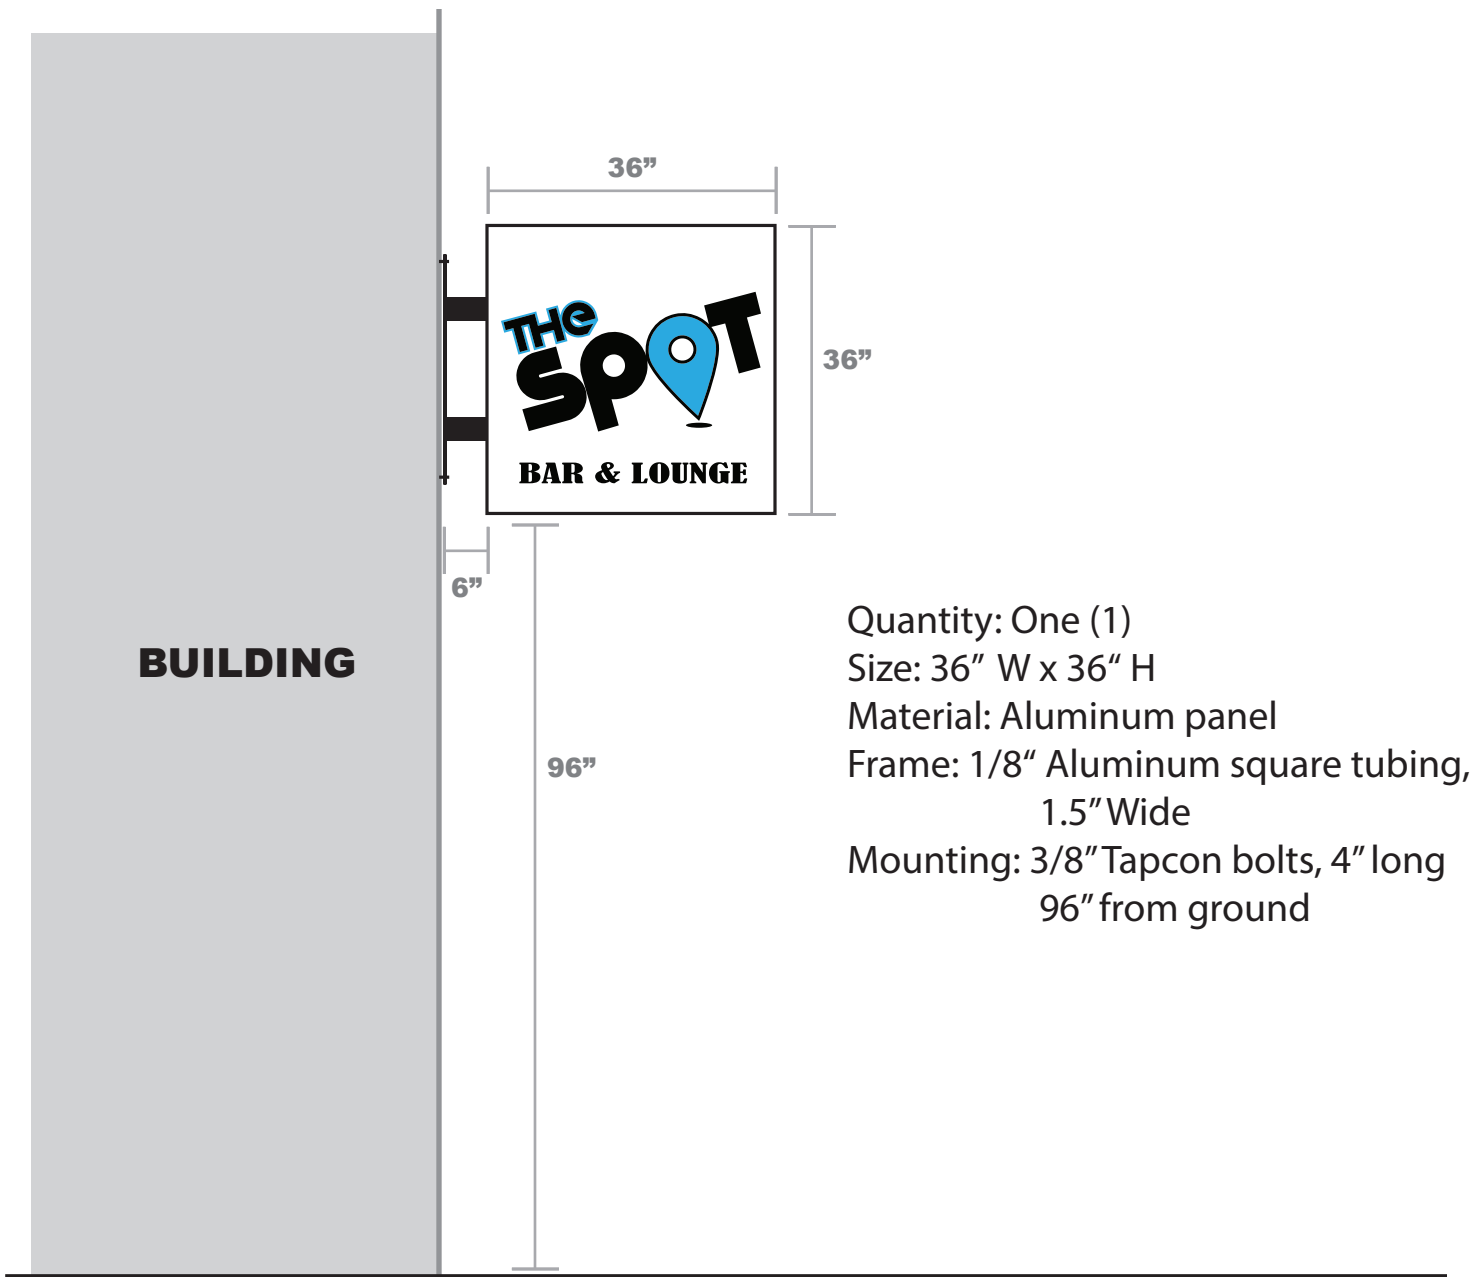 36”
THe
SPOT
BAR & LOUNGE
36”
6”
BUILDING
96”
Quantity: One (1)
Size: 36” W x 36“ H
Material: Aluminum panel
Frame: 1/8“ Aluminum square tubing,
1.5” Wide
Mounting: 3/8” Tapcon bolts, 4” long
96” from ground